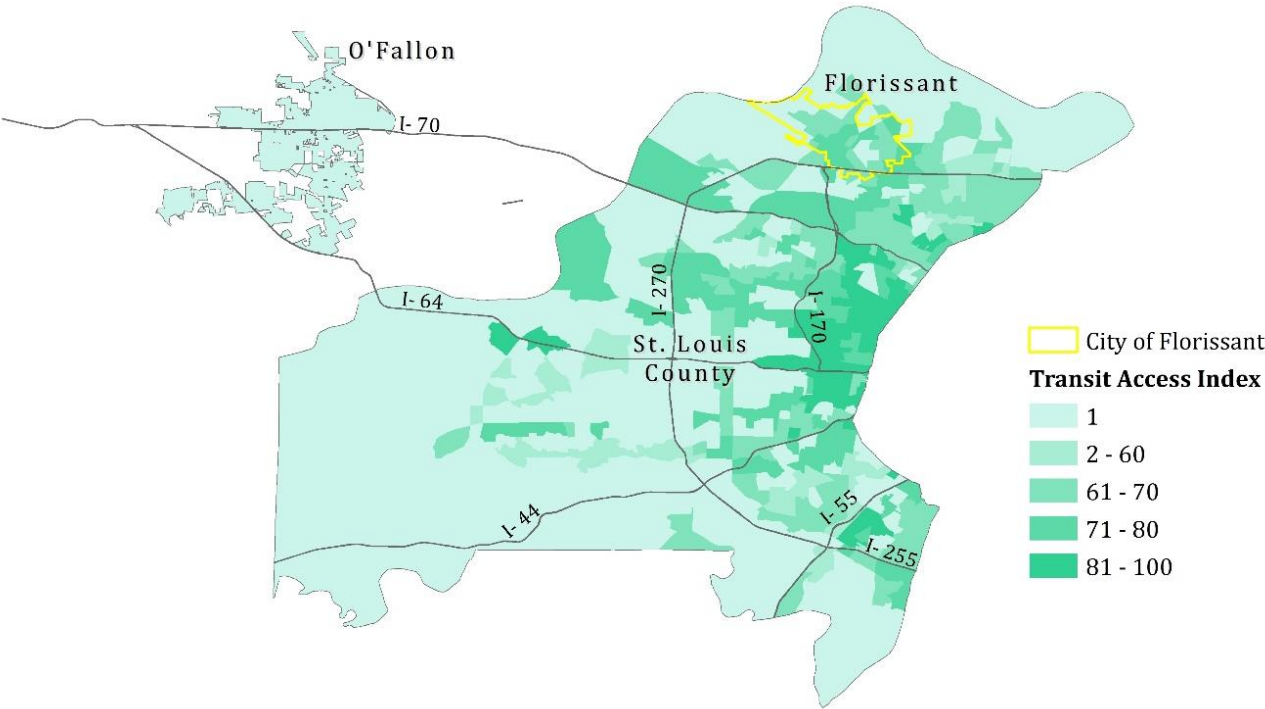 O'Fallon
Florissant
I- 70
I- 270
I- 64
I- 170
St. Louis
County
City of Florissant
Transit Access Index
1
2 - 60
61 - 70
71 - 80
81 - 100
I- 55
I- 44
I- 255